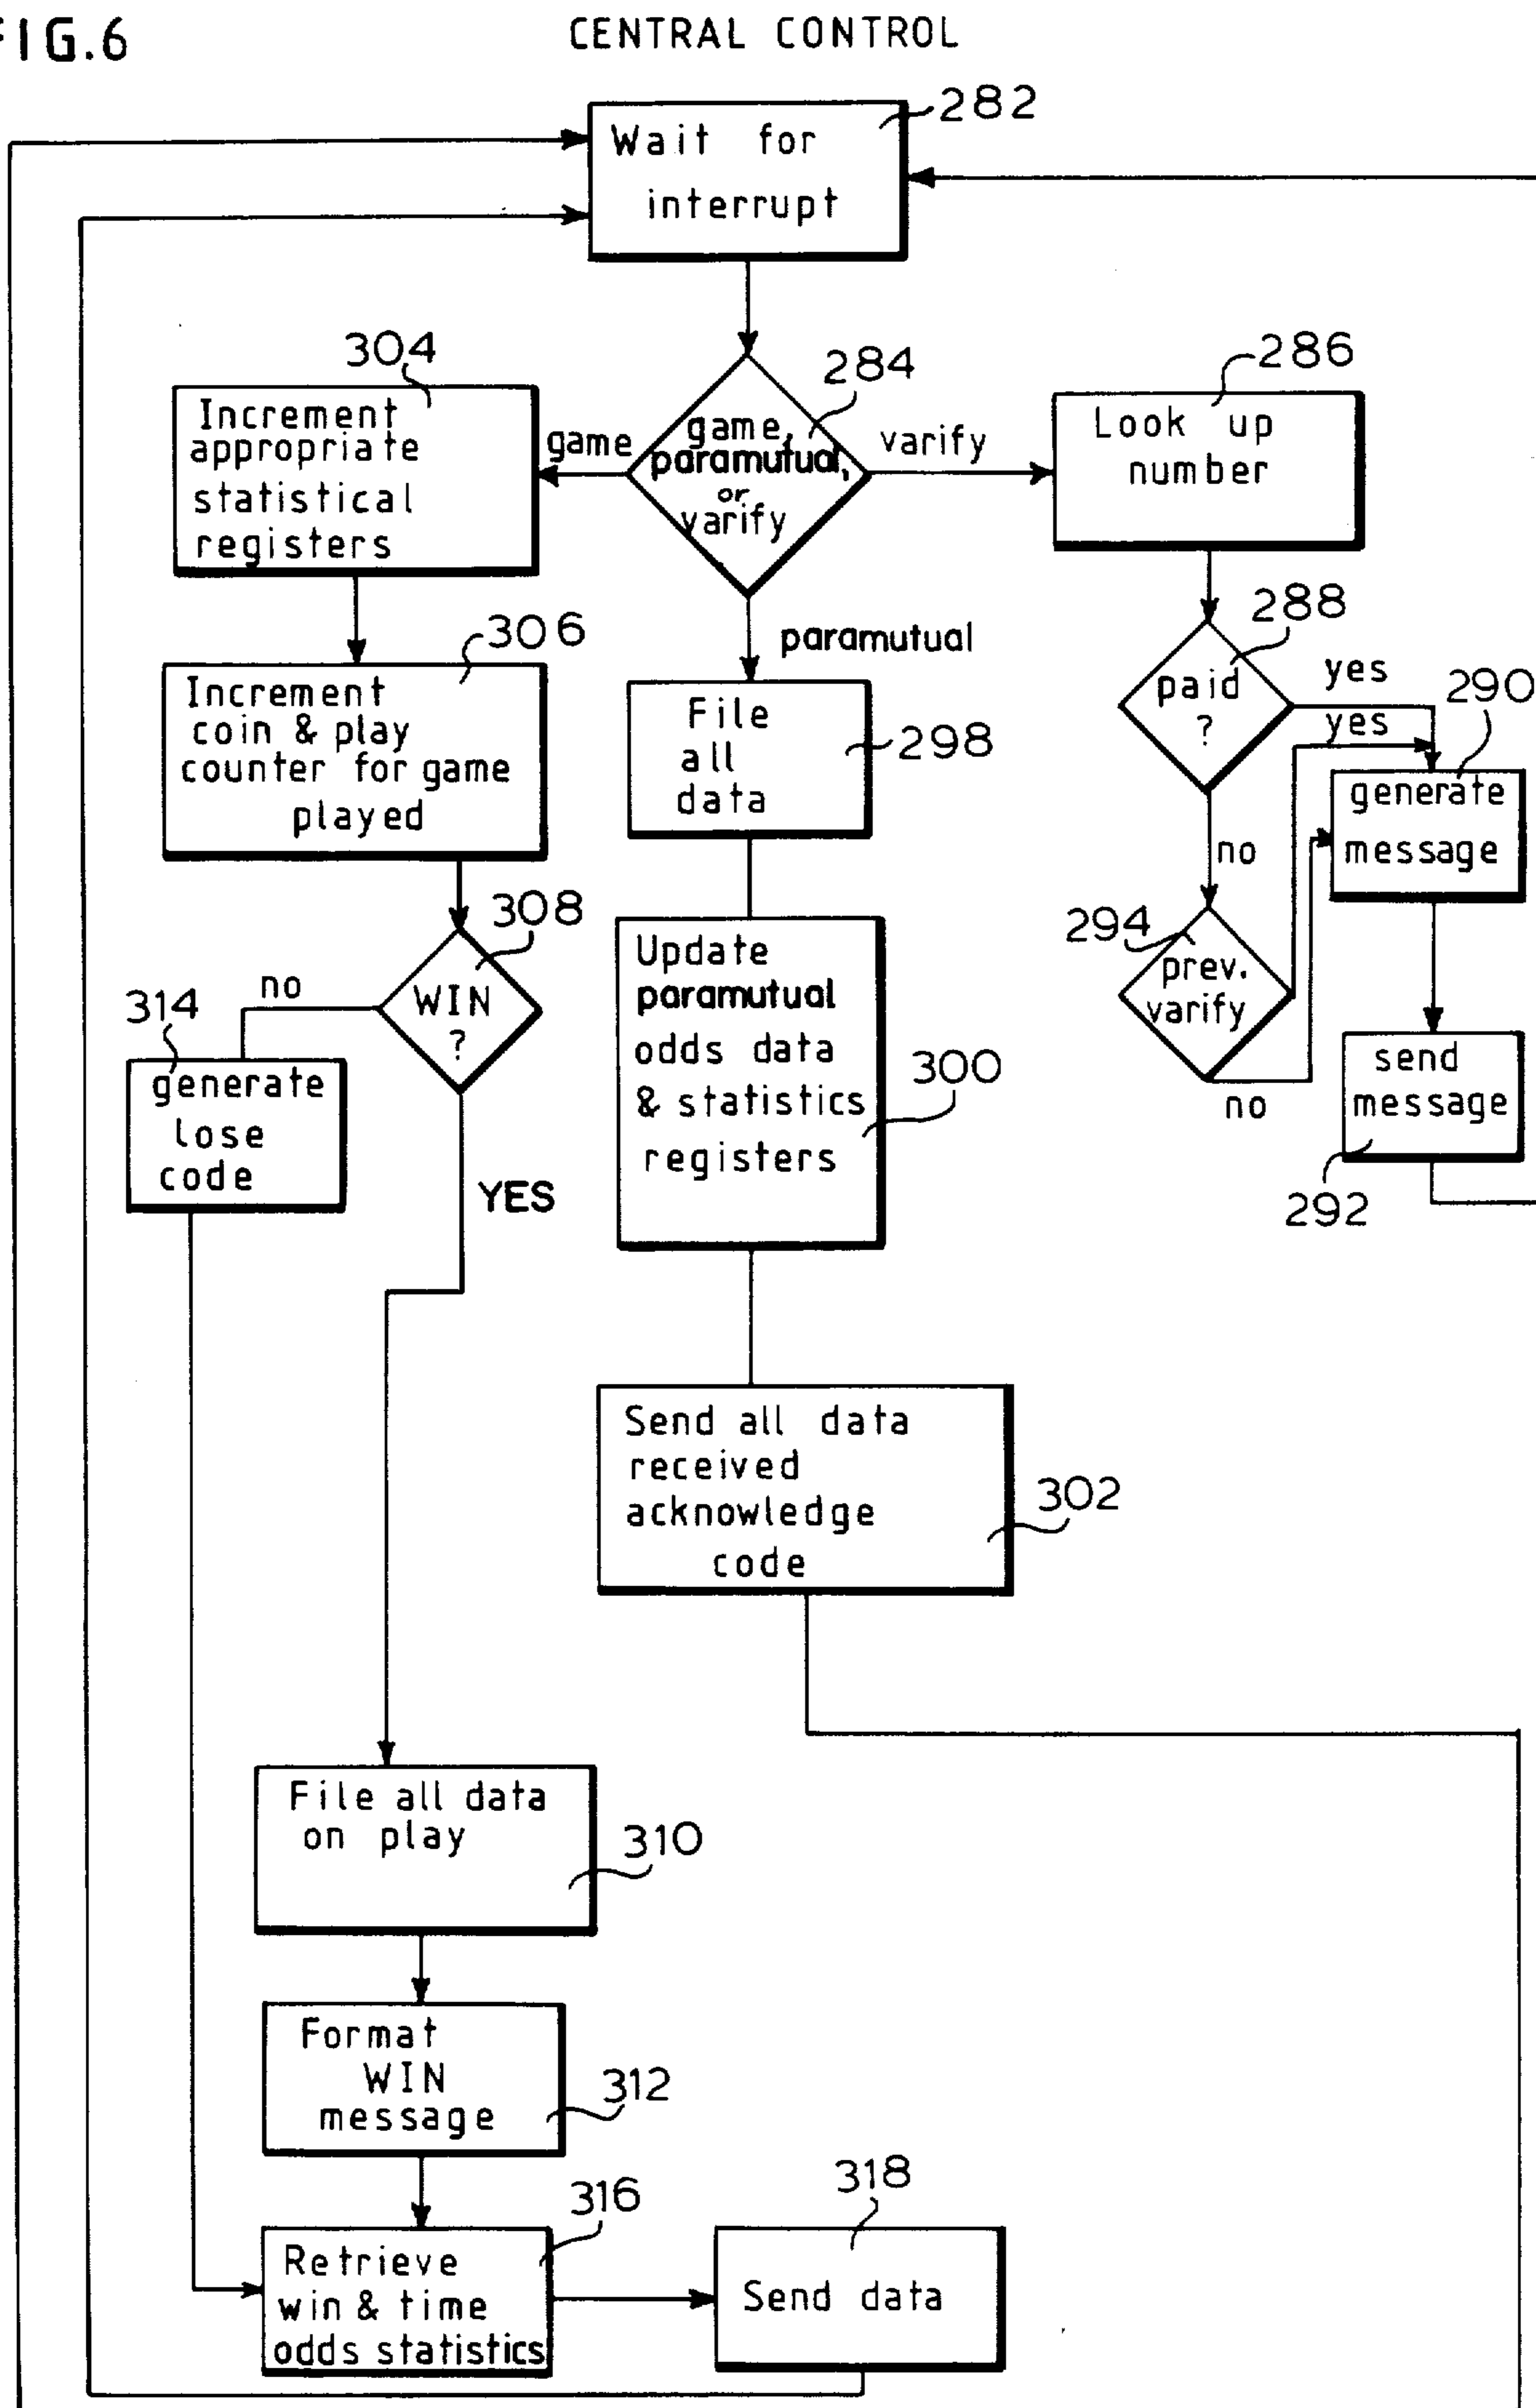 FIG.6
CENTRAL CONTROL
282
Wait for
interrupt
304
Increment
appropriate
statistical
registers
game
284
game,
paramutual,
or
varify
varify
286
Look up
number
306
Increment
coin & play
counter for game
played
paramutual
288
paid
?
yes
yes
290
generate
message
File
all
data
298
no
308
WIN
?
no
314
generate
lose
code
YES
Update
paramutual
odds data
& statistics
registers
300
294
prev.
varify
no
send
message
292
Send all data
received
acknowledge
code
302
File all data
on play
310
Format
WIN
message
312
316
Retrieve
win & time
odds statistics
318
Send data